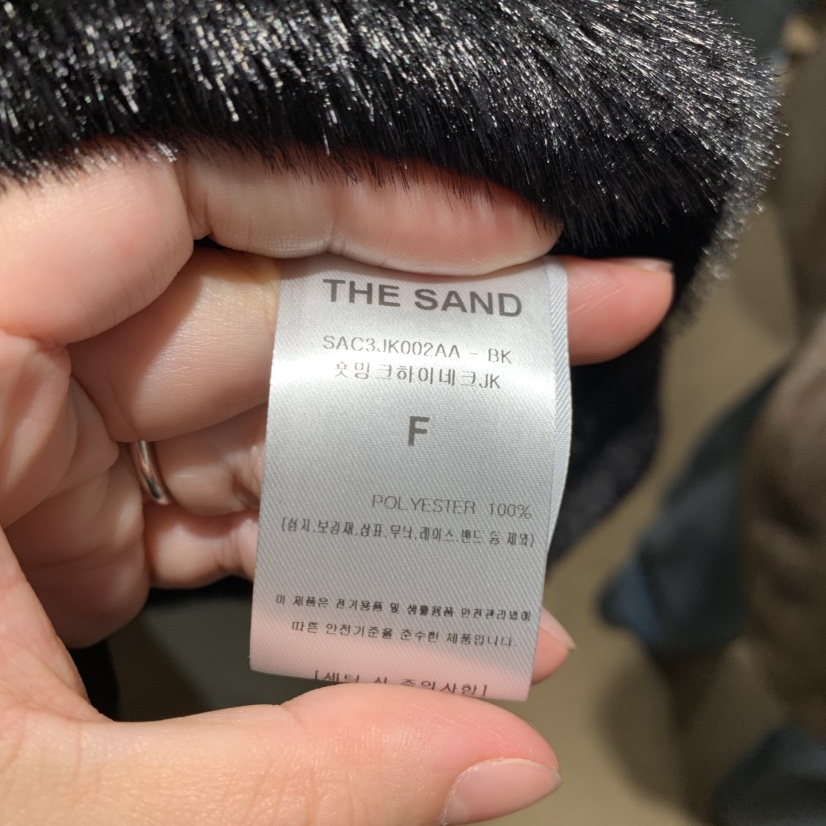 THE SAND
SAC3JK002AA - BK
숏밍크하이네크JK
F
POLYESTER 100%
(심지,보강재,상표,무늬,레이스,밴드 등 제외)
이 제품은 전기용품 및 생활용품 안전관리법에
따른 안전기준을 준수한 제품입니다.
[세탁 시 주의사항]